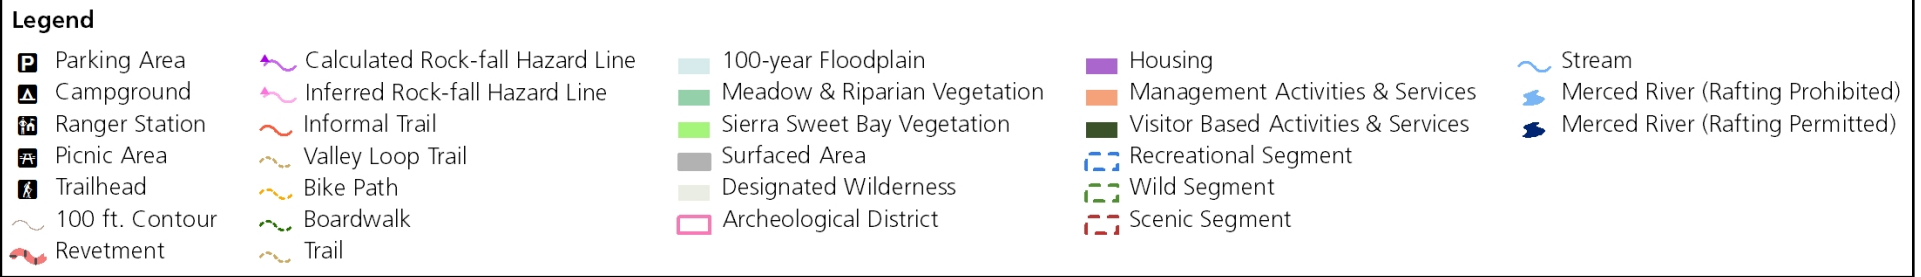 Legend
P Parking Area
Campground
Ranger Station
Picnic Area
Trailhead
100 ft. Contour
Revetment
Calculated Rock-fall Hazard Line
Inferred Rock-fall Hazard Line
Informal Trail
Valley Loop Trail
Bike Path
Boardwalk
Trail
100-year Floodplain
Meadow & Riparian Vegetation
Sierra Sweet Bay Vegetation
Surfaced Area
Designated Wilderness
Archeological District
Housing
Management Activities & Services
Visitor Based Activities & Services
Recreational Segment
Wild Segment
Scenic Segment
Stream
Merced River (Rafting Prohibited)
Merced River (Rafting Permitted)